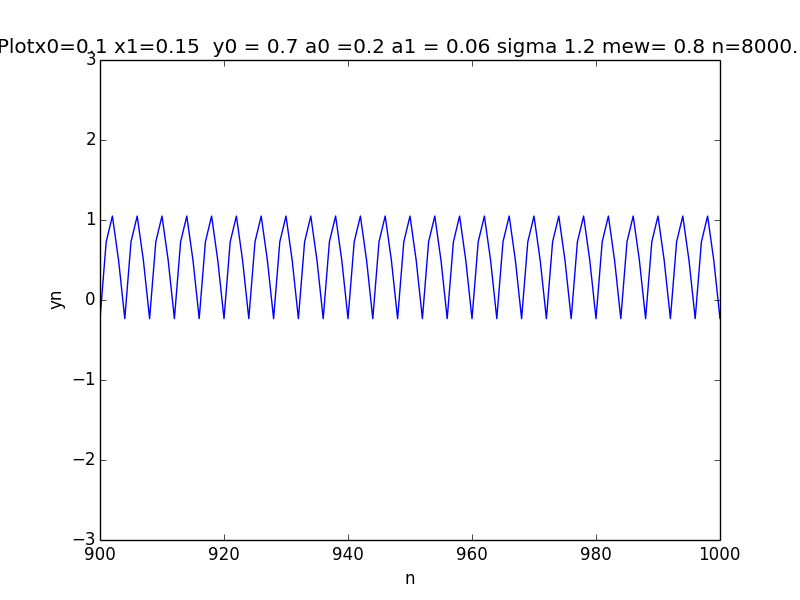 Plotx0=0.1 x1=0.15  y0 = 0.7 a0 =0.2 a1 = 0.06 sigma 1.2 mew= 0.8 n=8000.
3
2
1
0
−1
−2
−3
yn
900 920 940 960 980 1000
n